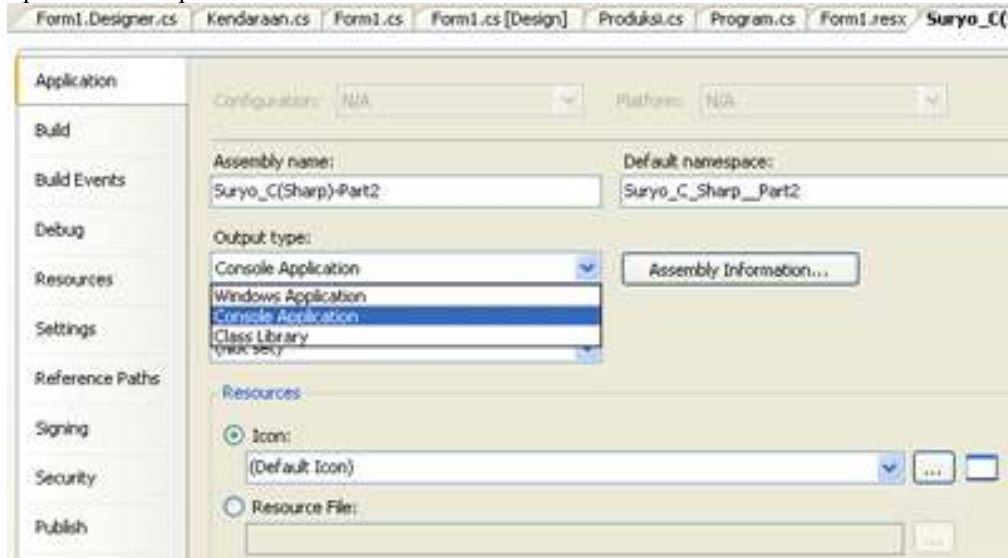 Form1.Designer.cs Kendaraan.cs Form1.cs Form1.cs [Design] Produksi.cs Program.cs Form1.resx Suryo_C(
Application
Configuration: N/A Platform: N/A
Build
Assembly name: Default namespace:
Build Events
Suryo_C(Sharp)-Part2 Suryo_C_Sharp__Part2
Debug
Output type:
Resources
Console Application Assembly Information...
Windows Application
Console Application
Settings
Class Library
(Not set)
Reference Paths
Resources
Signing
Icon:
Security
(Default Icon) ...
Resource File:
Publish
...